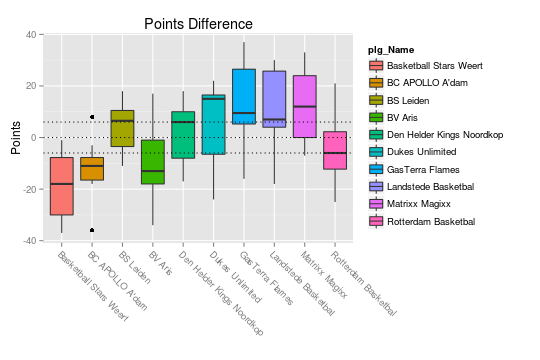 Points Difference
Points
40
20
0
-20
-40
Basketball Stars Weert
BC APOLLO A'dam
BS Leiden
BV Aris
Den Helder Kings Noordkop
Dukes Unlimited
GasTerra Flames
Landstede Basketbal
Matrixx Magixx
Rotterdam Basketbal
plg_Name
Basketball Stars Weert
BC APOLLO A'dam
BS Leiden
BV Aris
Den Helder Kings Noordkop
Dukes Unlimited
GasTerra Flames
Landstede Basketbal
Matrixx Magixx
Rotterdam Basketbal